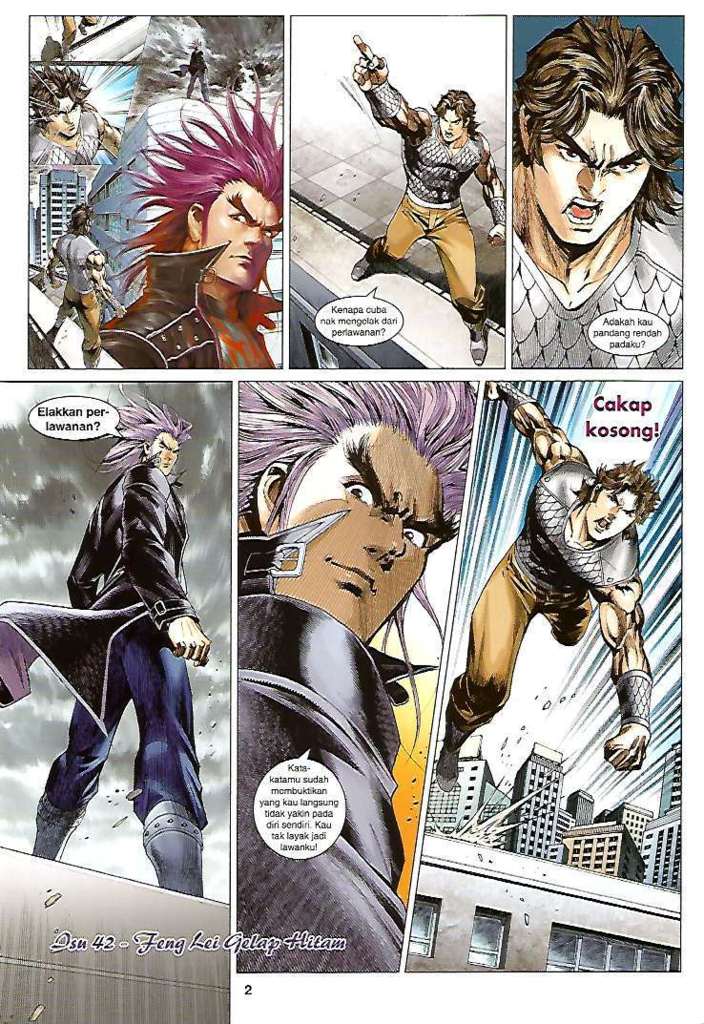 Kenapa cuba
nak mengelak dari
perlawanan?
Adakah kau
pandang rendah
padaku?
Elakkan per-
lawanan?
Kata-
katamu sudah
membuktikan
yang kau langsung
tidak yakin pada
diri sendiri. Kau
tak layak jadi
lawanku!
Cakap
kosong!
Isu 42 - Feng Lei Gelap Hitam
2